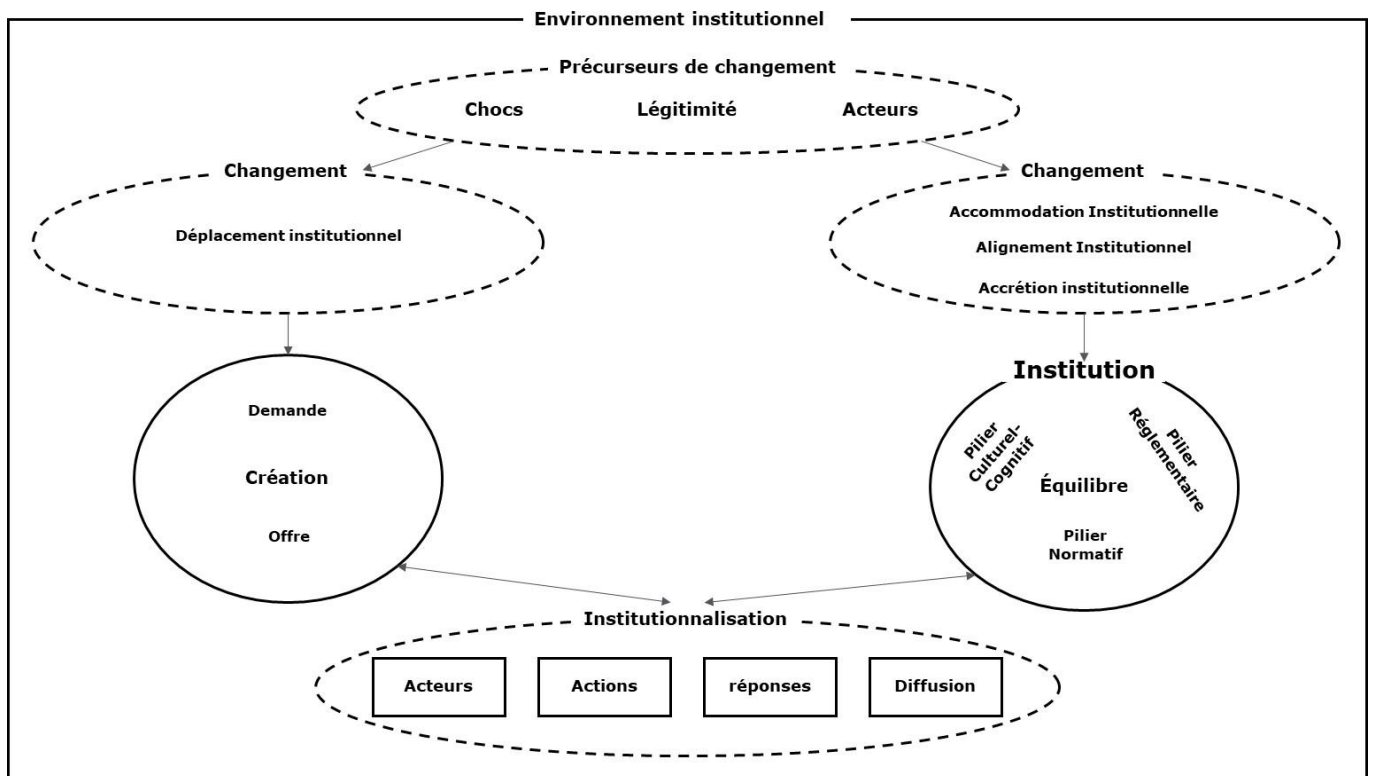 Environnement institutionnel
Précurseurs de changement
Chocs
Légitimité
Acteurs
Changement
Déplacement institutionnel
Changement
Accommodation Institutionnelle
Alignement Institutionnel
Accrétion institutionnelle
Demande
Création
Offre
Institution
Pilier
Culturel-
Cognitif
Pilier
Réglementaire
Équilibre
Pilier
Normatif
Institutionnalisation
Acteurs
Actions
réponses
Diffusion